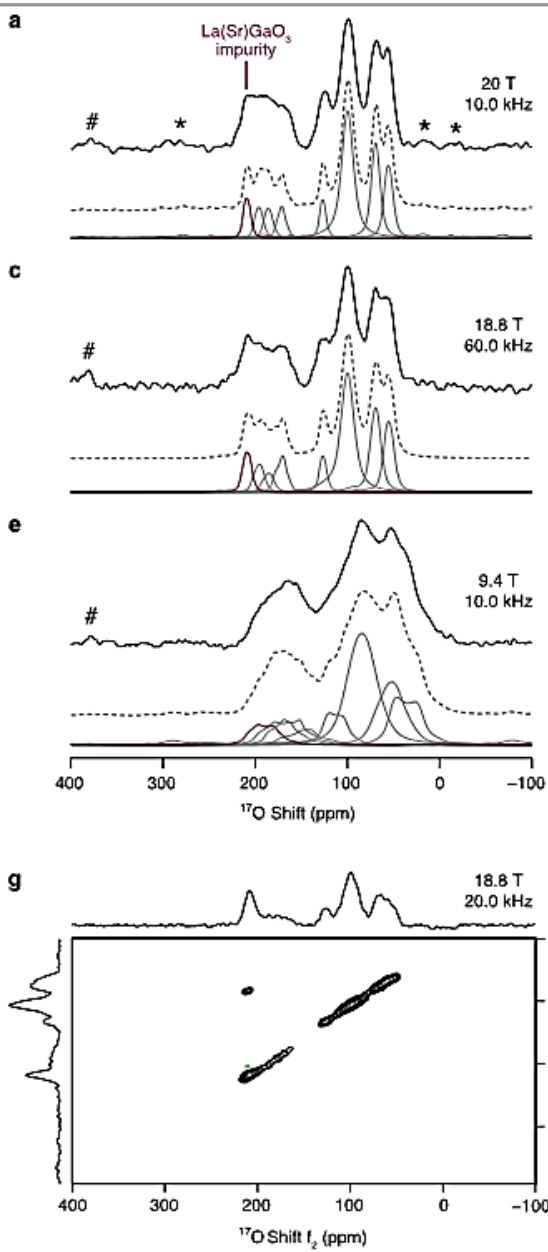 a
La(Sr)GaO₃
impurity
20 T
10.0 kHz
#
*
*
*
c
18.8 T
60.0 kHz
#
e
9.4 T
10.0 kHz
#
400 300 200 100 0 –100
¹⁷O Shift (ppm)
g
18.8 T
20.0 kHz
400 300 200 100 0 –100
¹⁷O Shift f₂ (ppm)